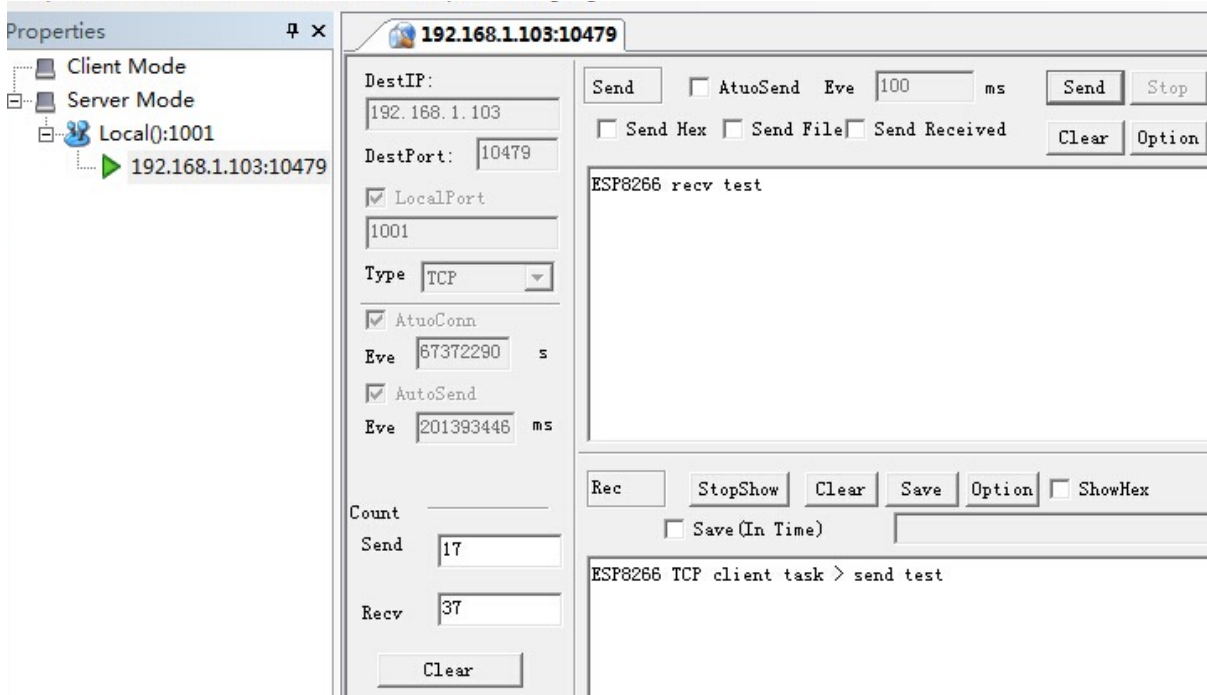 Properties
Client Mode
Server Mode
Local():1001
192.168.1.103:10479
192.168.1.103:10479
DestIP:
192.168.1.103
DestPort: 10479
LocalPort
1001
Type TCP
AtuoConn
Eve 67372290 s
AutoSend
Eve 201393446 ms
Count
Send 17
Recv 37
Clear
Send AtuoSend Eve 100 ms Send Stop
Send Hex Send File Send Received Clear Option
ESP8266 recv test
Rec StopShow Clear Save Option ShowHex
Save(In Time)
ESP8266 TCP client task > send test